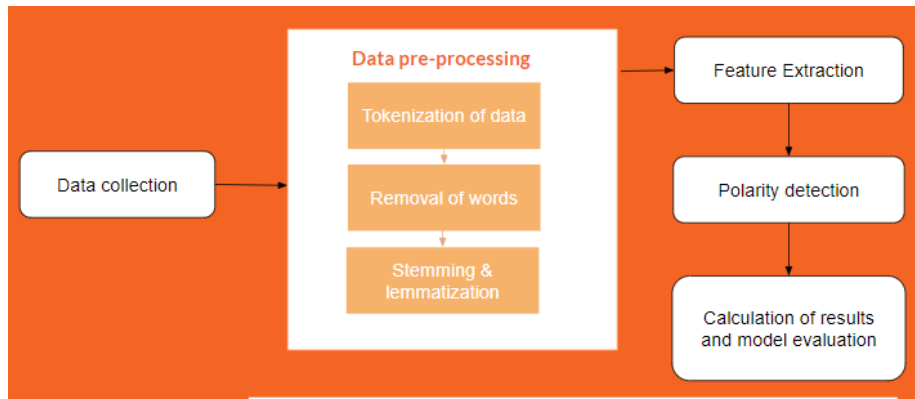 Data collection
Data pre-processing
Tokenization of data
Removal of words
Stemming &
lemmatization
Feature Extraction
Polarity detection
Calculation of results
and model evaluation